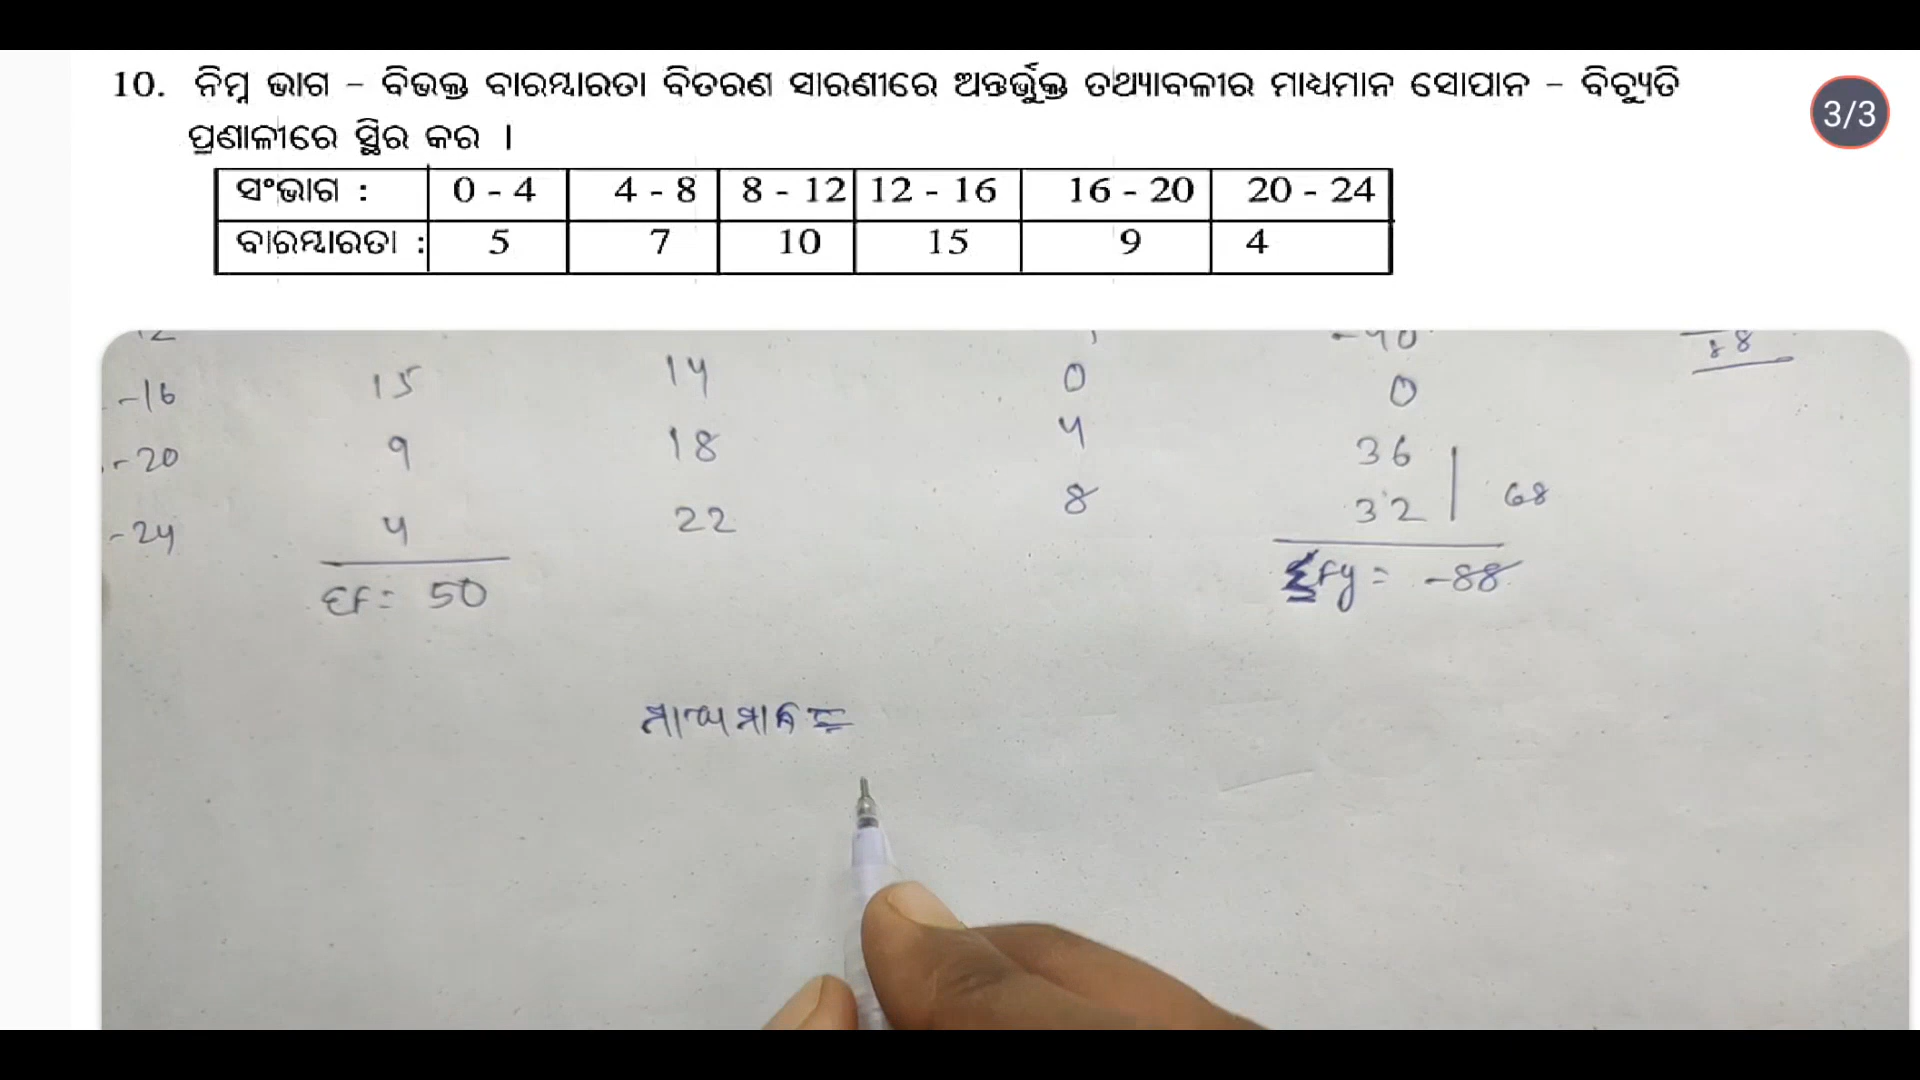 10. ନିମ୍ନ ଭାଗ - ବିଭକ୍ତ ବାରମ୍ବାରତା ବିତରଣ ସାରଣୀରେ ଅନ୍ତର୍ଭୁକ୍ତ ତଥ୍ୟାବଳୀର ମାଧ୍ୟମାନ ସୋପାନ - ବିଚ୍ୟୁତି
3/3
ପ୍ରଣାଳୀରେ ସ୍ଥିର କର ।
ସଂଭାଗ : 0 - 4 4 - 8 8 - 12 12 - 16 16 - 20 20 - 24
ବାରମ୍ବାରତା : 5 7 10 15 9 4
-16 15 14 0 0
-20 9 18 4 36
-24 4 22 8 32 68
Σf = 50 Σfy = -88
ମାଧ୍ୟମାନ =